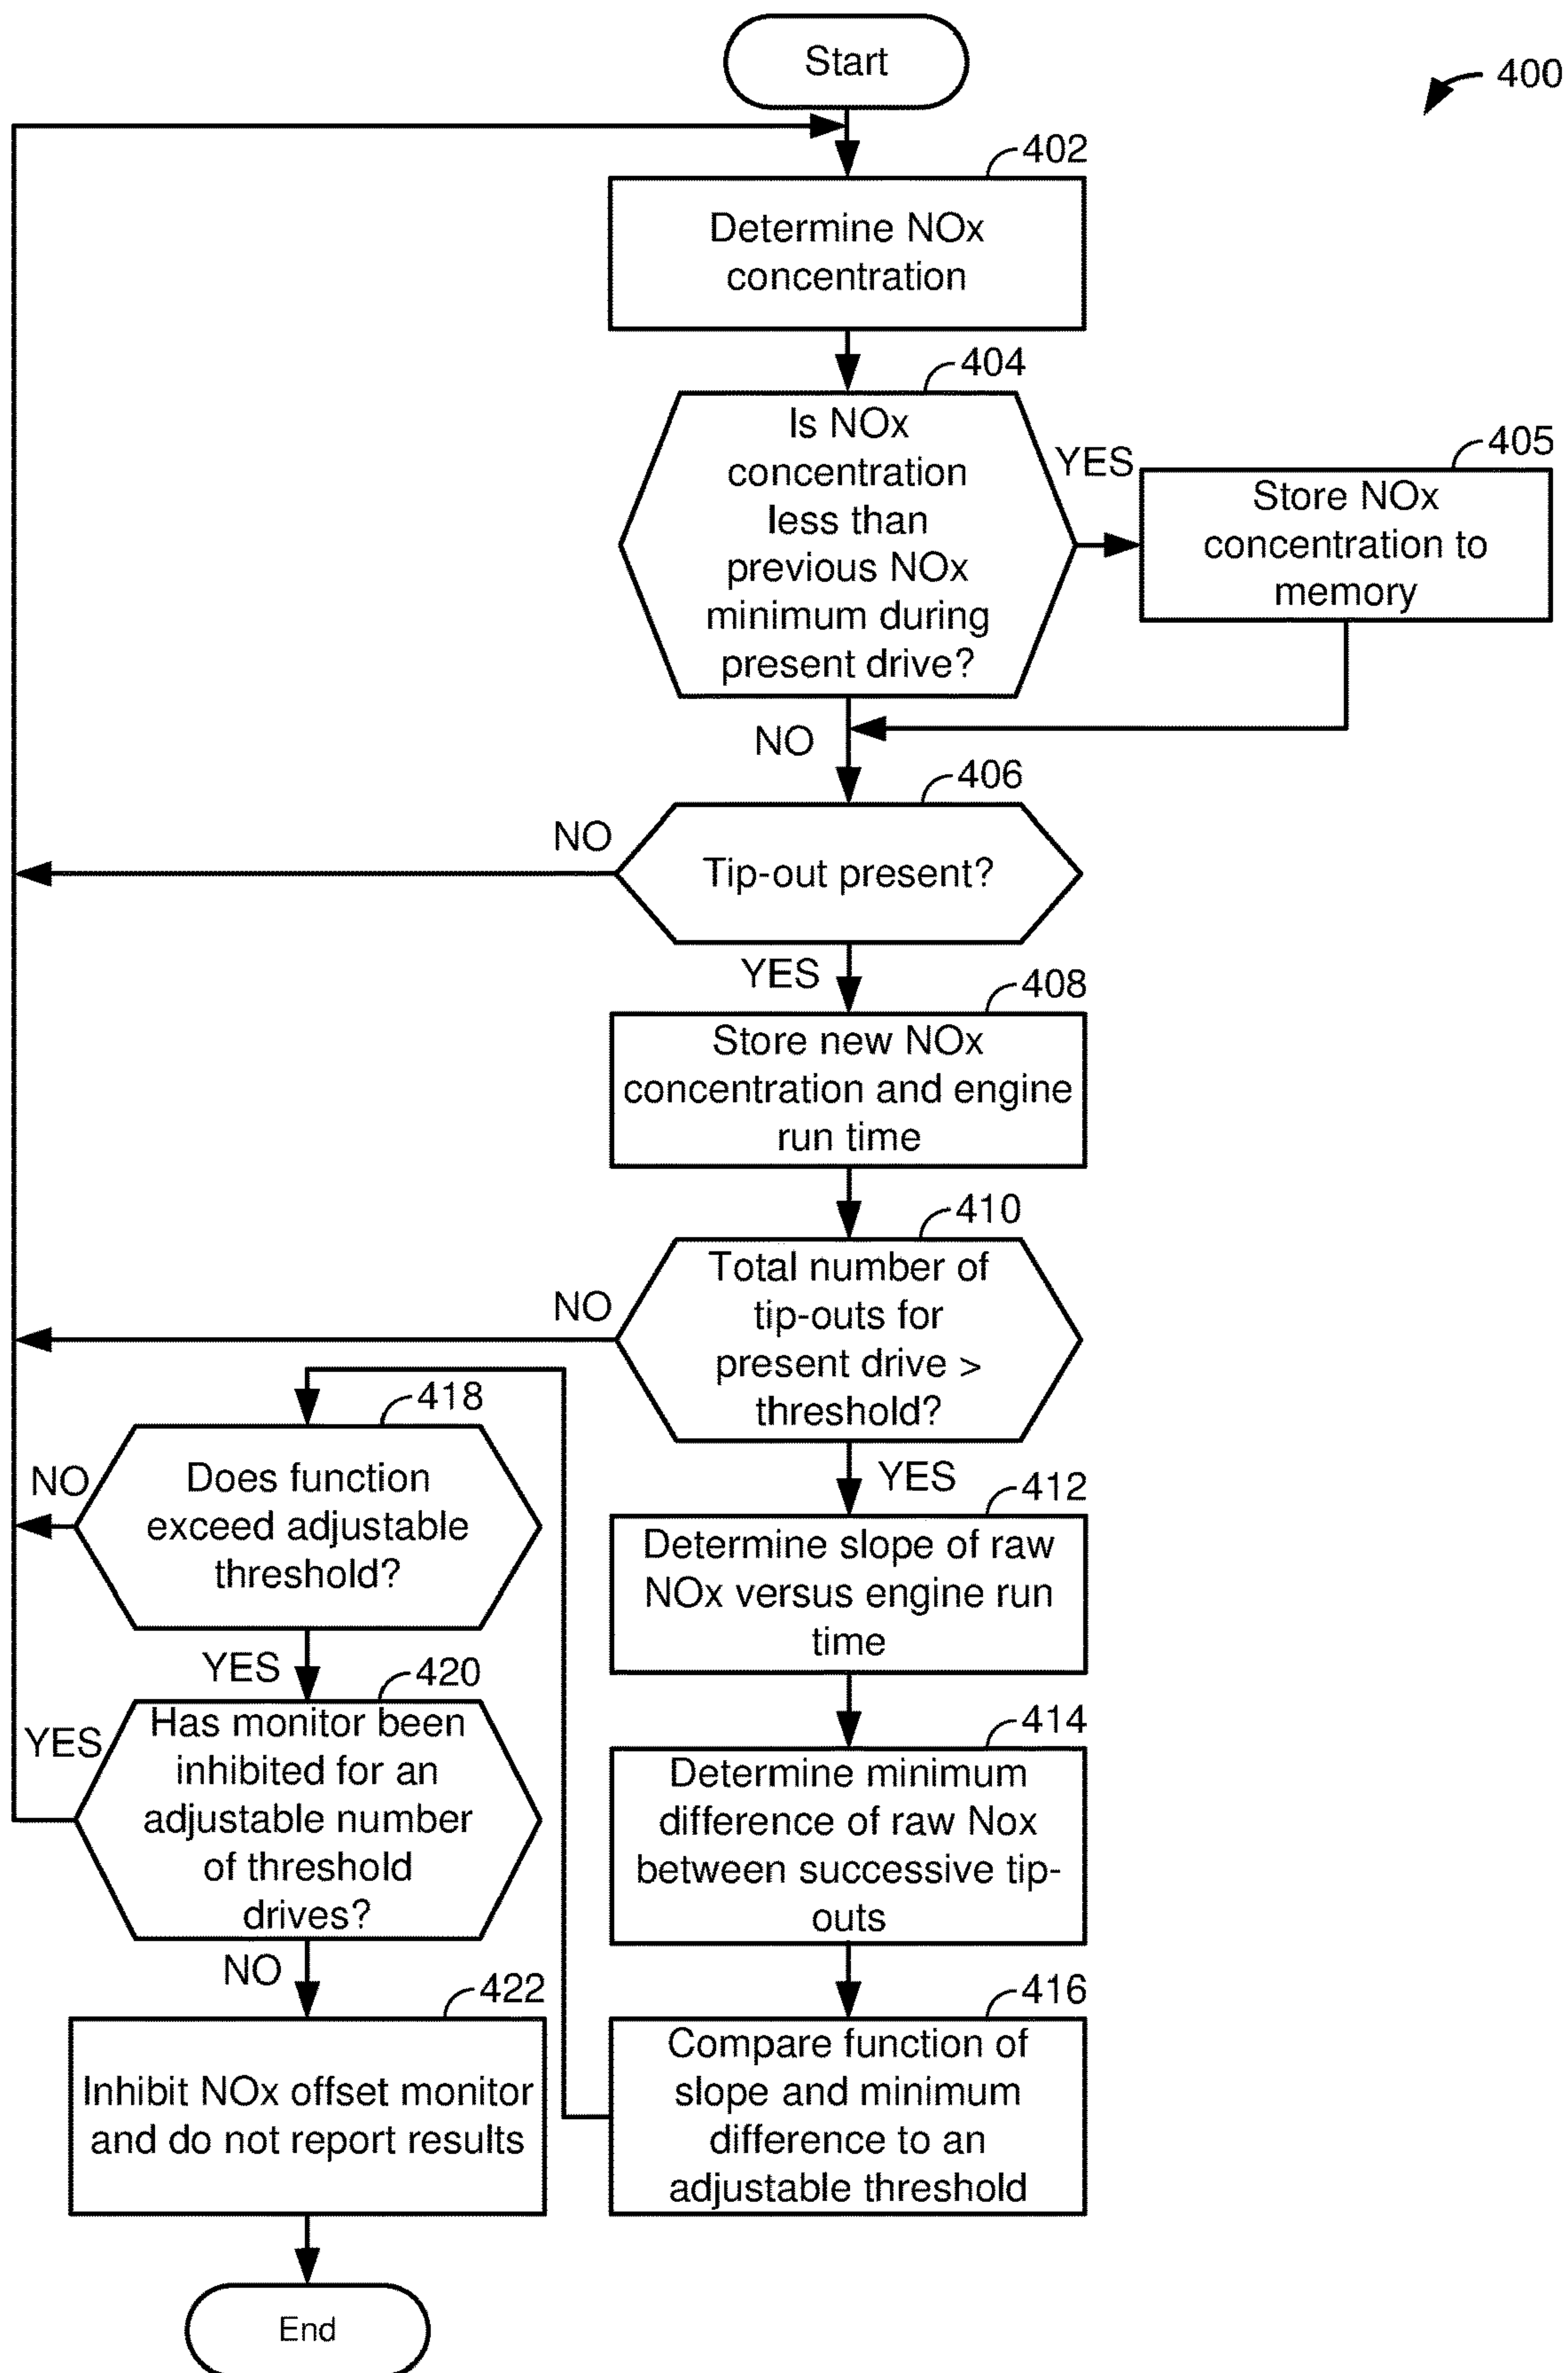 Start
400
402
Determine NOx
concentration
404
Is NOx
concentration
less than
previous NOx
minimum during
present drive?
YES
405
Store NOx
concentration to
memory
NO
406
NO
Tip-out present?
YES
408
Store new NOx
concentration and engine
run time
410
NO
Total number of
tip-outs for
present drive >
threshold?
YES
412
Determine slope of raw
NOx versus engine run
time
414
Determine minimum
difference of raw Nox
between successive tip-
outs
416
Compare function of
slope and minimum
difference to an
adjustable threshold
418
NO
Does function
exceed adjustable
threshold?
YES
420
YES
Has monitor been
inhibited for an
adjustable number
of threshold
drives?
NO
422
Inhibit NOx offset monitor
and do not report results
End